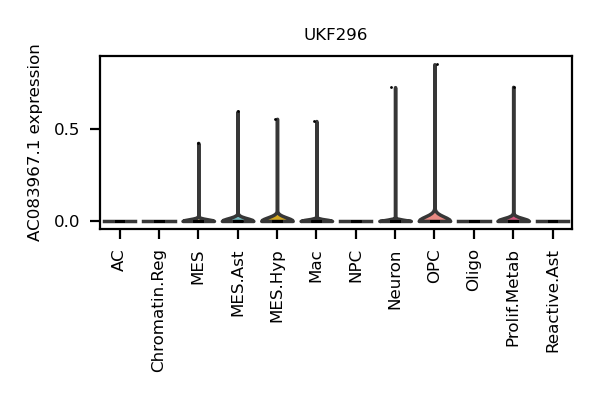 UKF296
AC083967.1 expression
0.5
0.0
AC
Chromatin.Reg
MES
MES.Ast
MES.Hyp
Mac
NPC
Neuron
OPC
Oligo
Prolif.Metab
Reactive.Ast